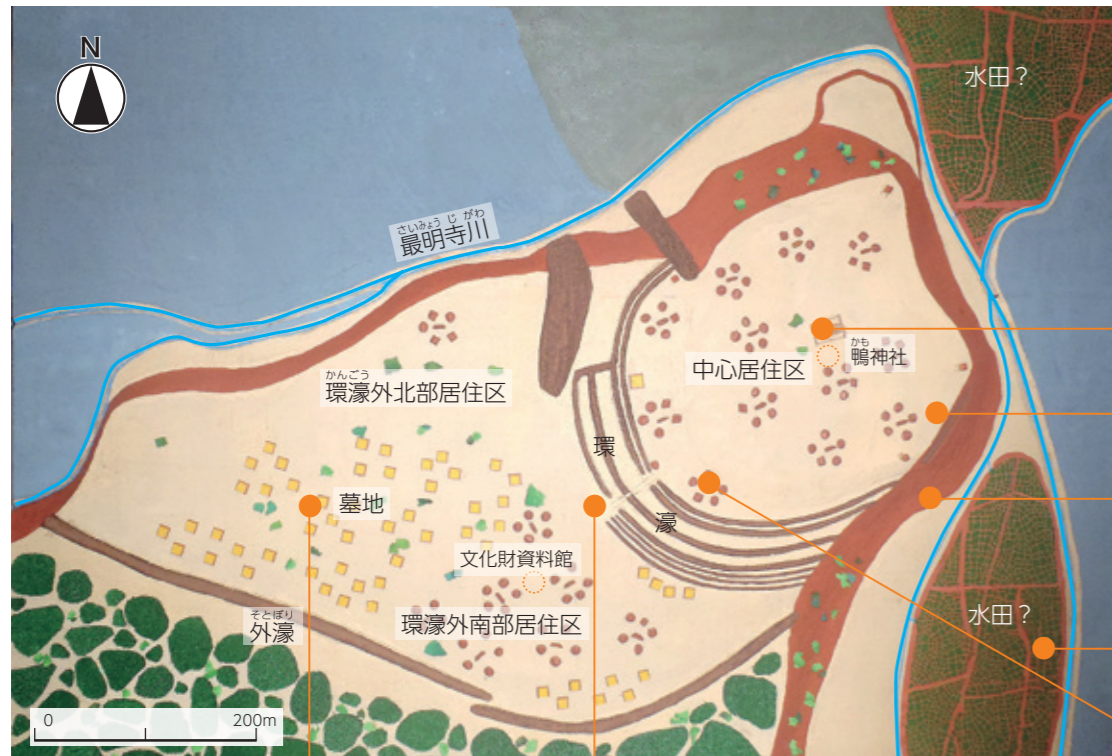 N
水田？
さいみょうじがわ
最明寺川
かも
鴨神社
中心居住区
かんごう
環濠外北部居住区
環
濠
墓地
文化財資料館
環濠外南部居住区
そとぼり
外濠
水田？
0 200m